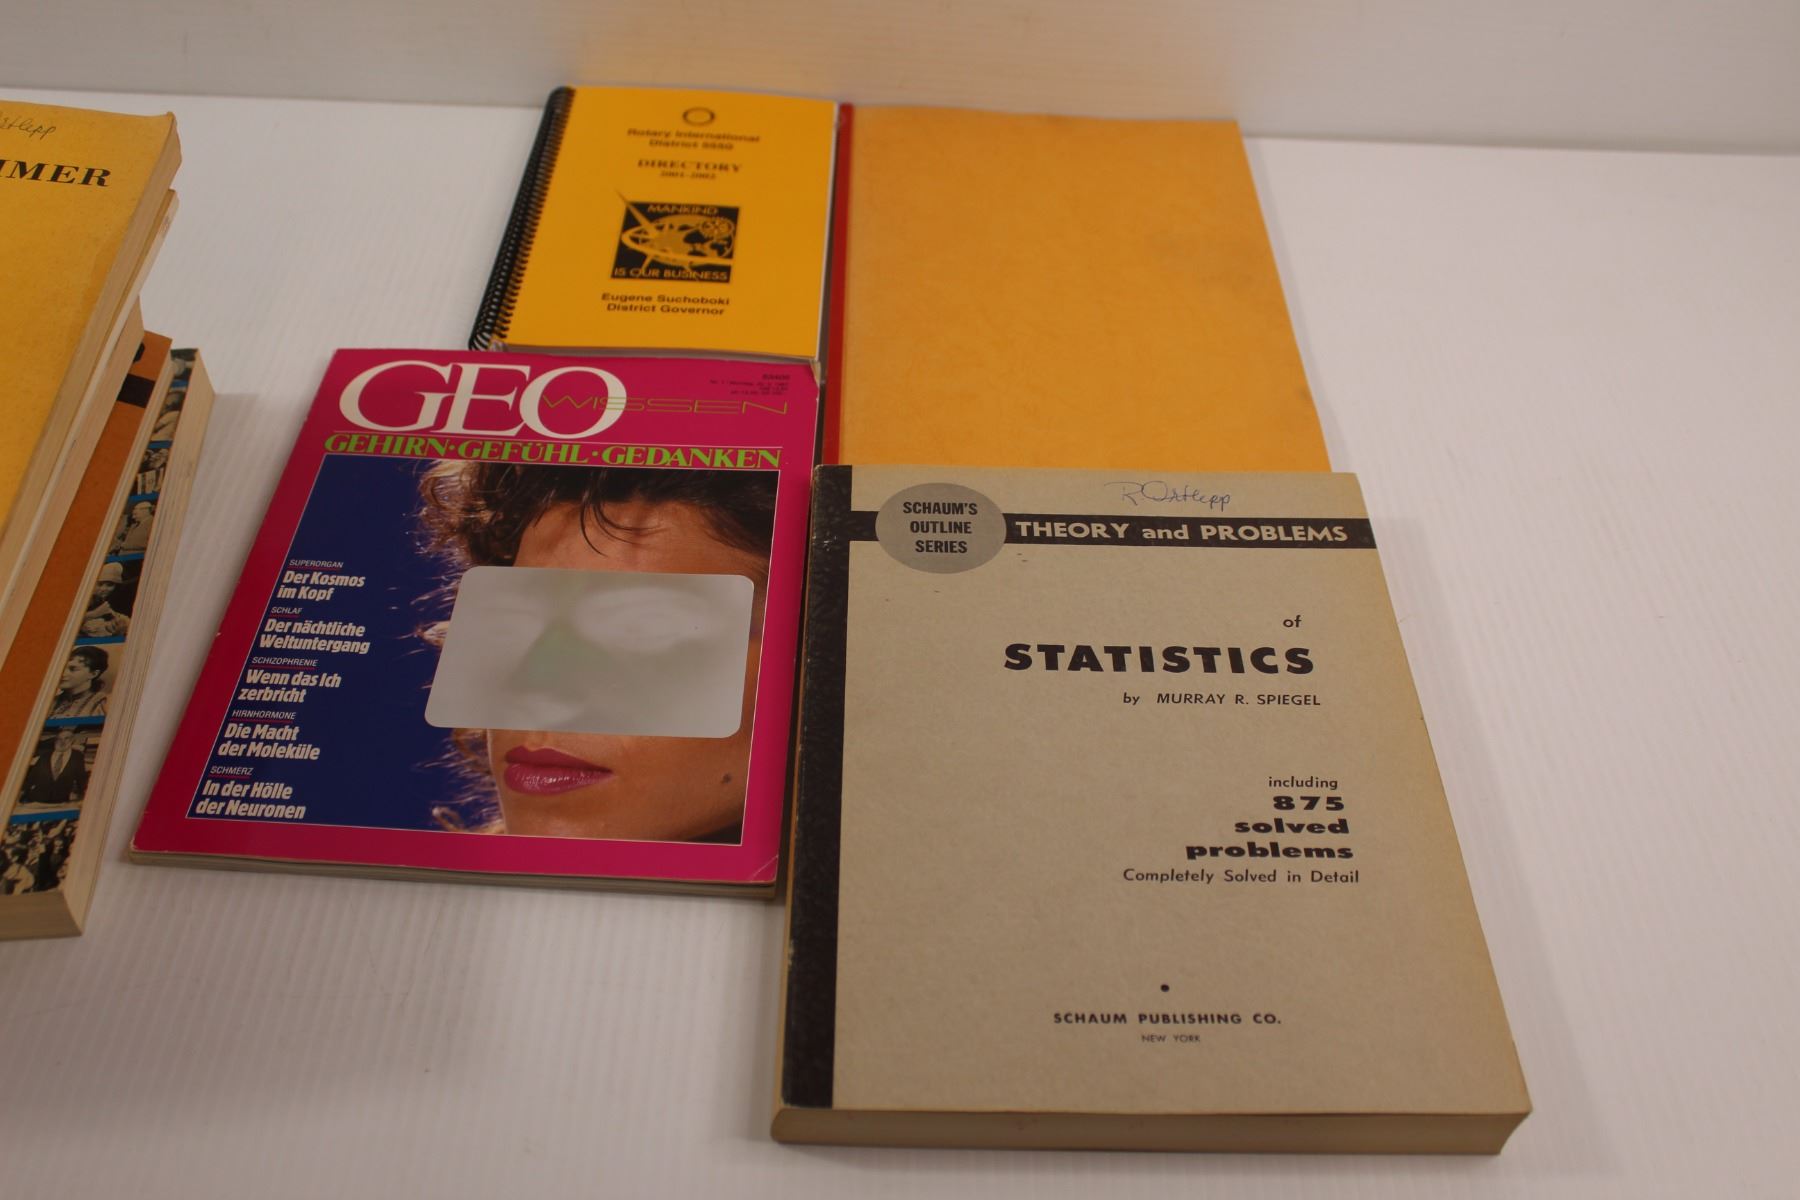 IMER
Rotary International
District 5550
DIRECTORY
2001-2002
MANKIND
IS OUR BUSINESS
Eugene Suchoboki
District Governor
GEO
WISSEN
GEHIRN·GEFÜHL·GEDANKEN
SUPERORGAN
Der Kosmos
im Kopf
SCHLAF
Der nächtliche
Weltuntergang
SCHIZOPHRENIE
Wenn das Ich
zerbricht
HIRNHORMONE
Die Macht
der Moleküle
SCHMERZ
In der Hölle
der Neuronen
R. Ortlepp
SCHAUM'S
OUTLINE
SERIES
THEORY and PROBLEMS
of
STATISTICS
by MURRAY R. SPIEGEL
including
875
solved
problems
Completely Solved in Detail
SCHAUM PUBLISHING CO.
NEW YORK